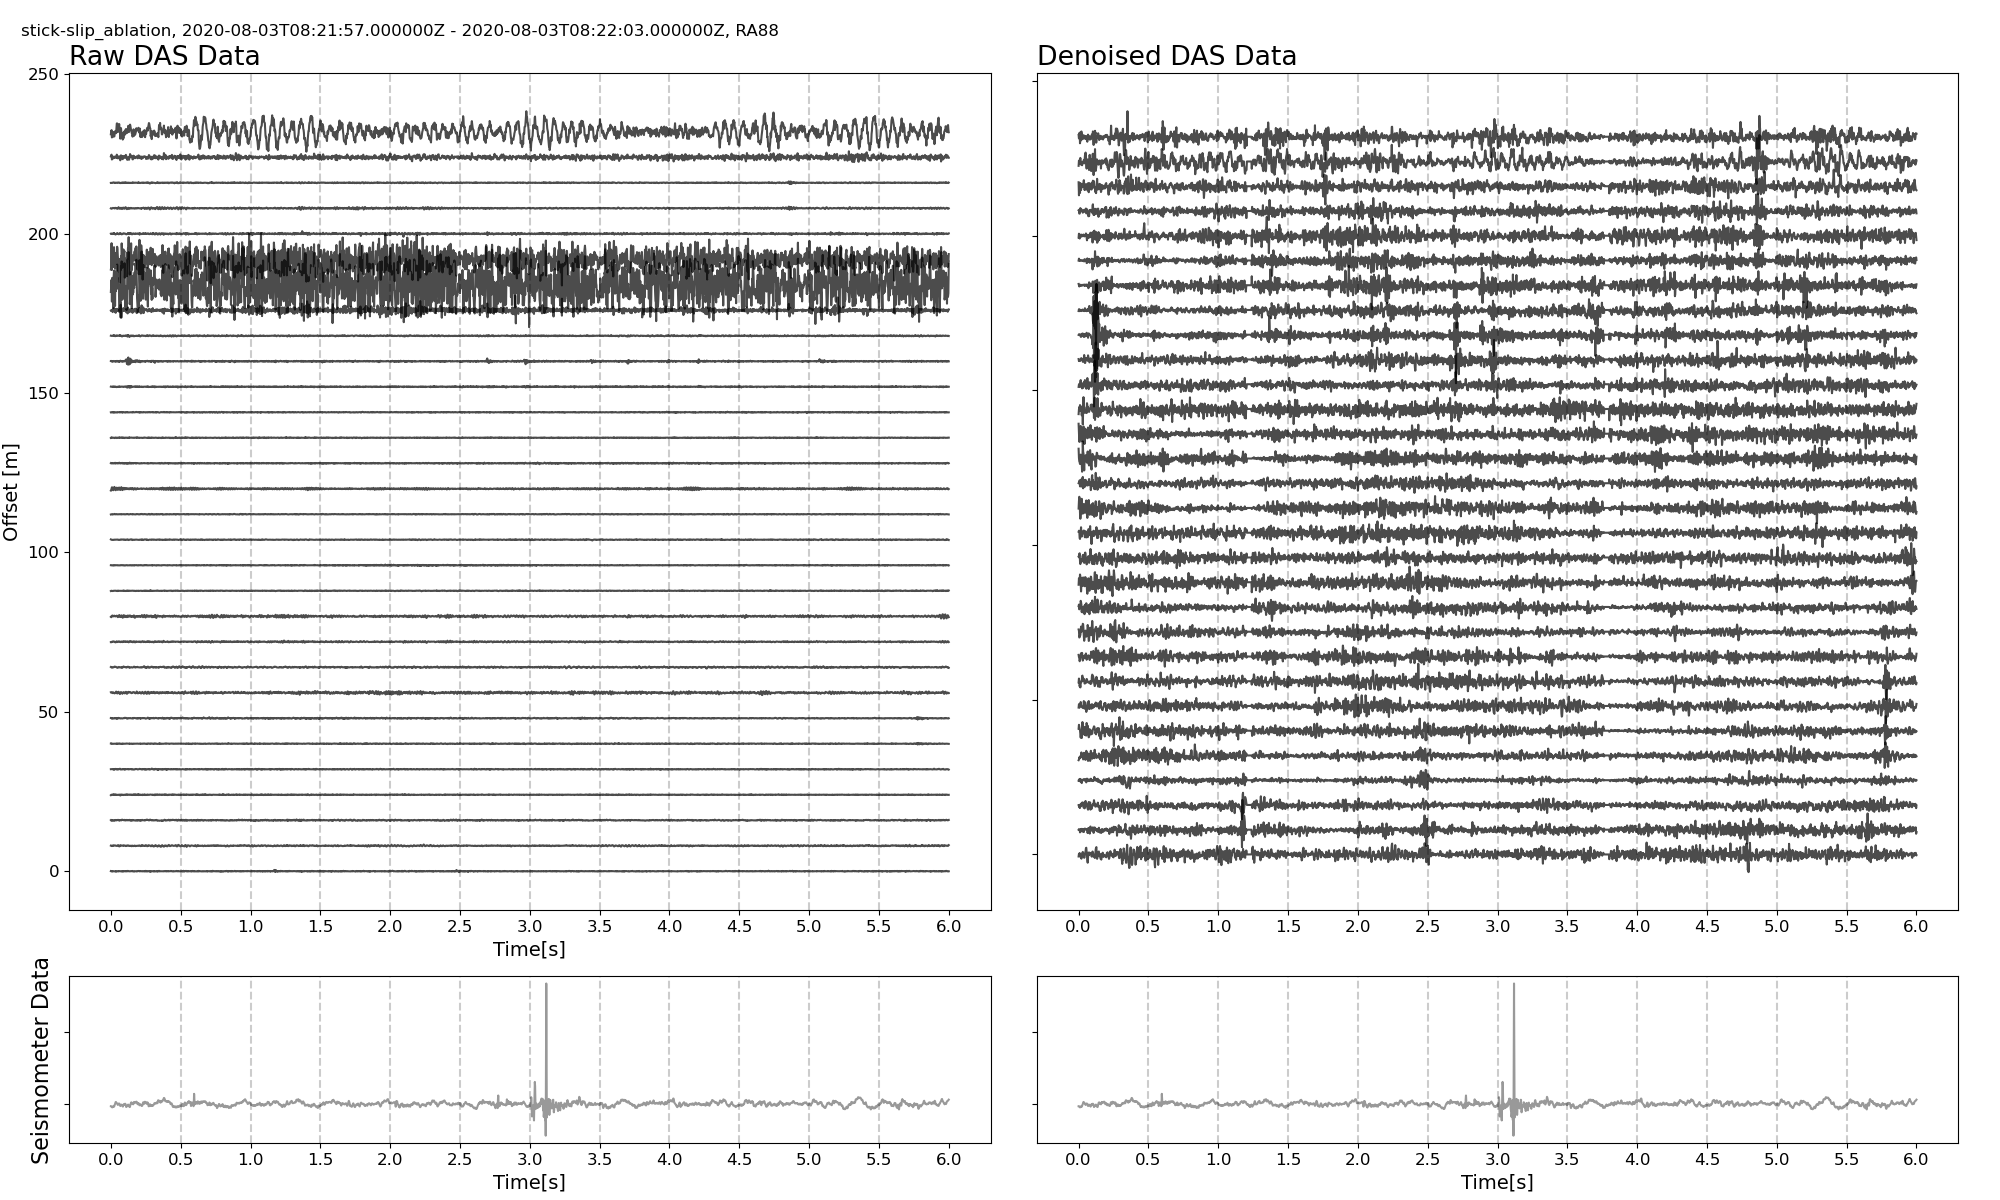 stick-slip_ablation, 2020-08-03T08:21:57.000000Z - 2020-08-03T08:22:03.000000Z, RA88
Raw DAS Data
Denoised DAS Data
250
200
150
100
50
0
Offset [m]
0.0 0.5 1.0 1.5 2.0 2.5 3.0 3.5 4.0 4.5 5.0 5.5 6.0
Time[s]
0.0 0.5 1.0 1.5 2.0 2.5 3.0 3.5 4.0 4.5 5.0 5.5 6.0
Seismometer Data
0.0 0.5 1.0 1.5 2.0 2.5 3.0 3.5 4.0 4.5 5.0 5.5 6.0
Time[s]
0.0 0.5 1.0 1.5 2.0 2.5 3.0 3.5 4.0 4.5 5.0 5.5 6.0
Time[s]